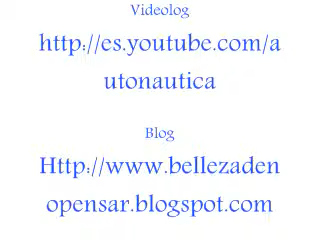 Videolog
http://es.youtube.com/a
utonautica
Blog
Http://www.bellezaden
opensar.blogspot.com